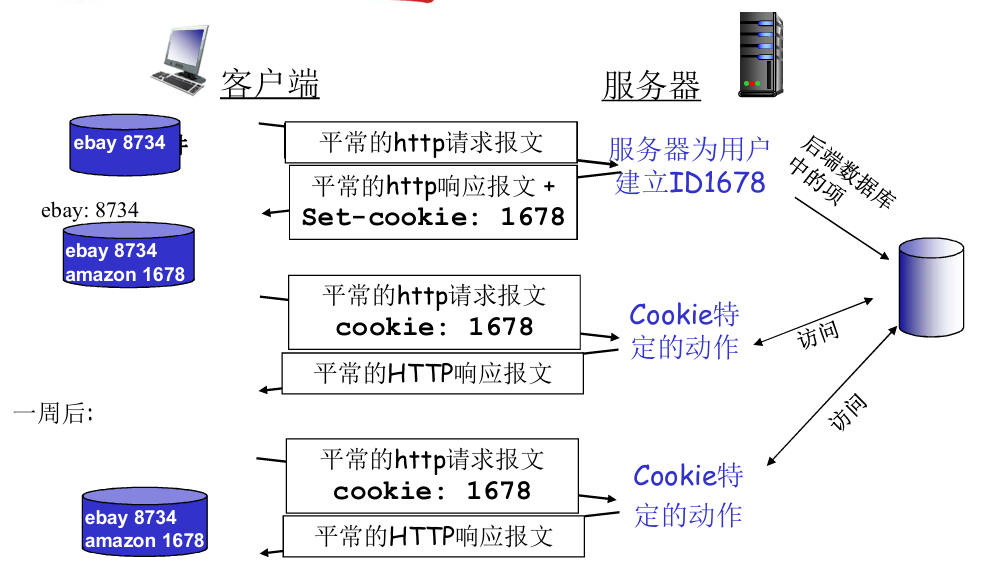 客户端
服务器
ebay 8734
平常的http请求报文
服务器为用户
建立ID1678
后端数据库
中的项
平常的http响应报文 +
Set-cookie: 1678
ebay: 8734
ebay 8734
amazon 1678
平常的http请求报文
cookie: 1678
Cookie特
定的动作
访问
平常的HTTP响应报文
一周后:
访问
平常的http请求报文
cookie: 1678
Cookie特
定的动作
ebay 8734
amazon 1678
平常的HTTP响应报文